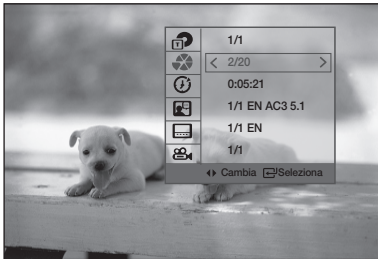 T
1/1
< 2/20 >
0:05:21
1/1 EN AC3 5.1
1/1 EN
1/1
Cambia Seleziona